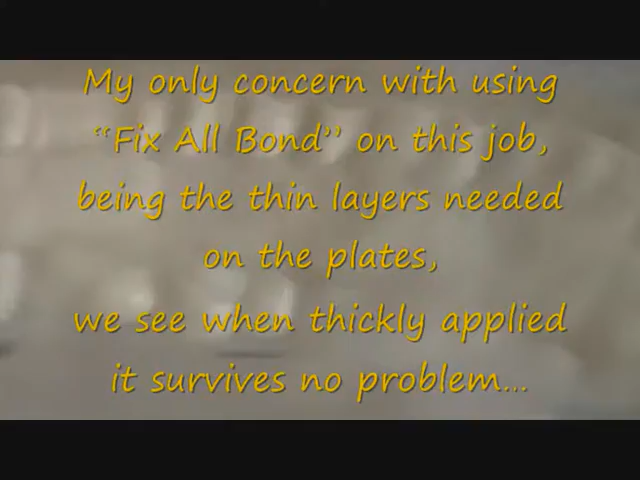 My only concern with using
“Fix All Bond” on this job,
being the thin layers needed
on the plates,
we see when thickly applied
it survives no problem...